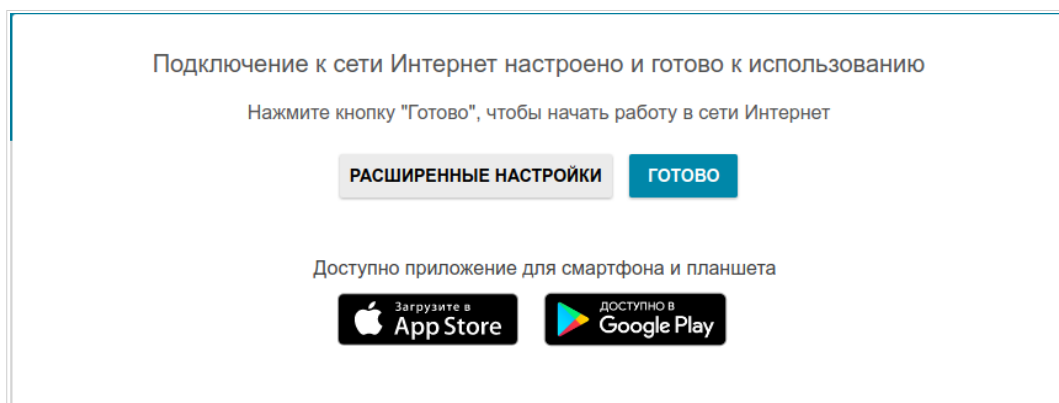 Подключение к сети Интернет настроено и готово к использованию
Нажмите кнопку "Готово", чтобы начать работу в сети Интернет
РАСШИРЕННЫЕ НАСТРОЙКИ ГОТОВО
Доступно приложение для смартфона и планшета
Загрузите в
App Store
ДОСТУПНО В
Google Play